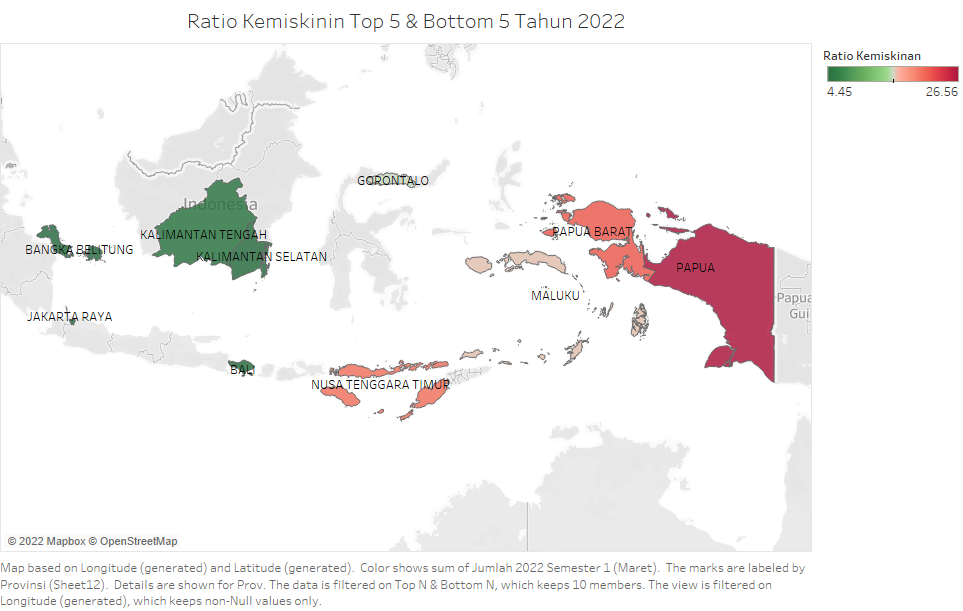 Ratio Kemiskinin Top 5 & Bottom 5 Tahun 2022
Ratio Kemiskinan
4.45 26.56
GORONTALO
Indonesia
KALIMANTAN TENGAH
PAPUA BARAT
BANGKA BELITUNG
KALIMANTAN SELATAN
PAPUA
MALUKU
Papua
Gui
JAKARTA RAYA
BALI
NUSA TENGGARA TIMUR
© 2022 Mapbox © OpenStreetMap
Map based on Longitude (generated) and Latitude (generated).  Color shows sum of Jumlah 2022 Semester 1 (Maret).  The marks are labeled by
Provinsi (Sheet12).  Details are shown for Prov. The data is filtered on Top N & Bottom N, which keeps 10 members. The view is filtered on
Longitude (generated), which keeps non-Null values only.